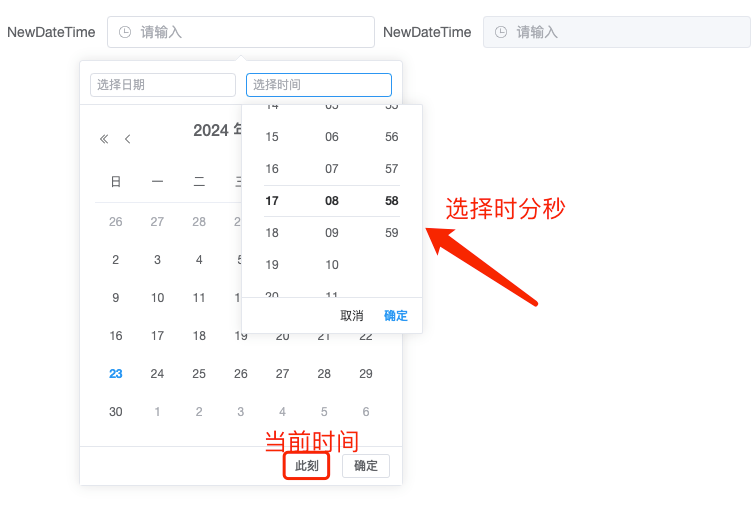 NewDateTime 请输入 NewDateTime 请输入
选择日期 选择时间
2024 年
日 一 二 三
26 27 28
2 3 4
9 10 11
16 17 18 19 20 21 22
23 24 25 26 27 28 29
30 1 2 3 4 5 6
14 05 55
15 06 56
16 07 57
17 08 58
18 09 59
19 10
20 11
取消 确定
选择时分秒
当前时间
此刻 确定